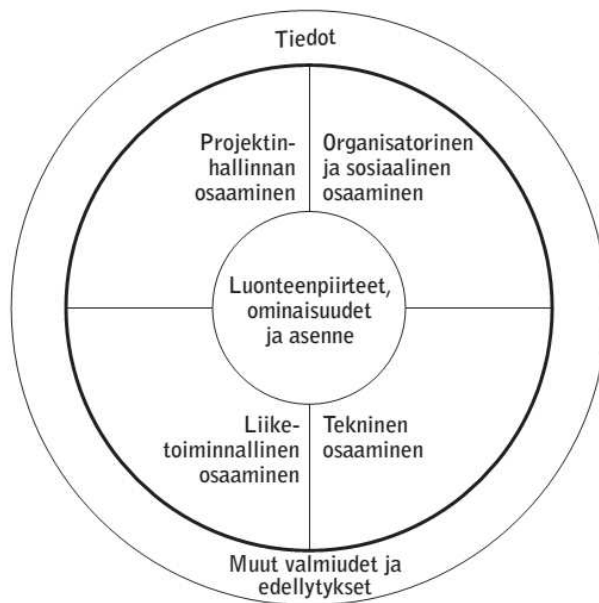 Tiedot
Projektin-
hallinnan
osaaminen
Organisatorinen
ja sosiaalinen
osaaminen
Luonteenpiirteet,
ominaisuudet
ja asenne
Liike-
toiminnallinen
osaaminen
Tekninen
osaaminen
Muut valmiudet ja
edellytykset